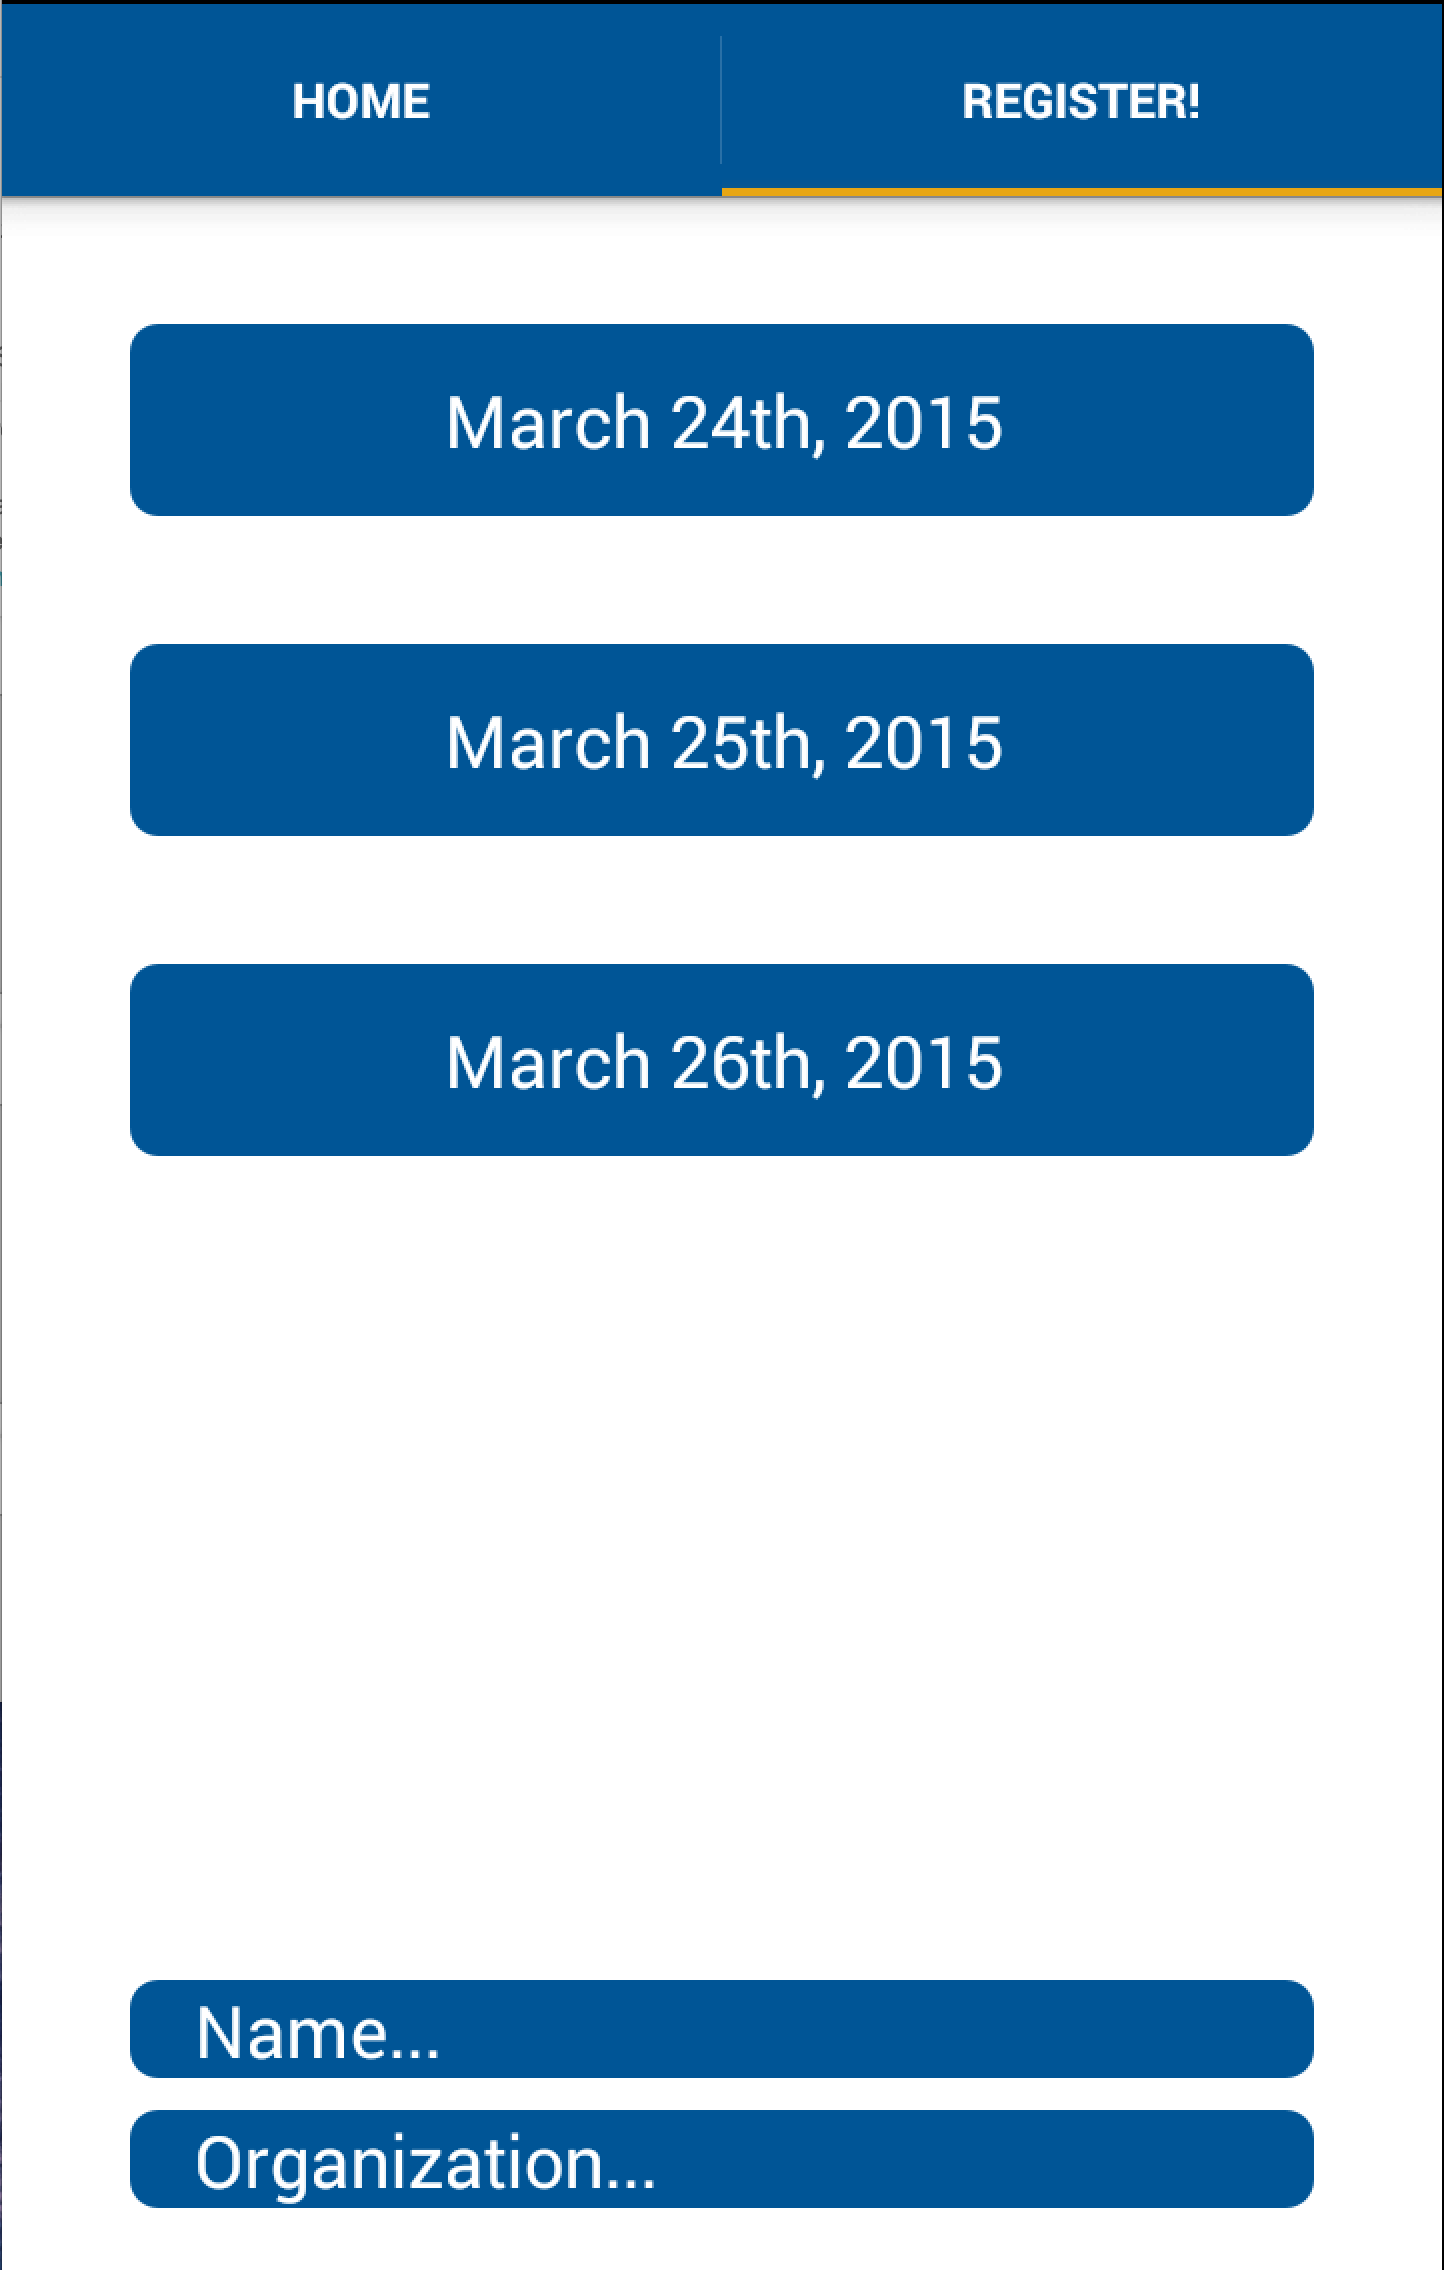 HOME
REGISTER!
March 24th, 2015
March 25th, 2015
March 26th, 2015
Name...
Organization...